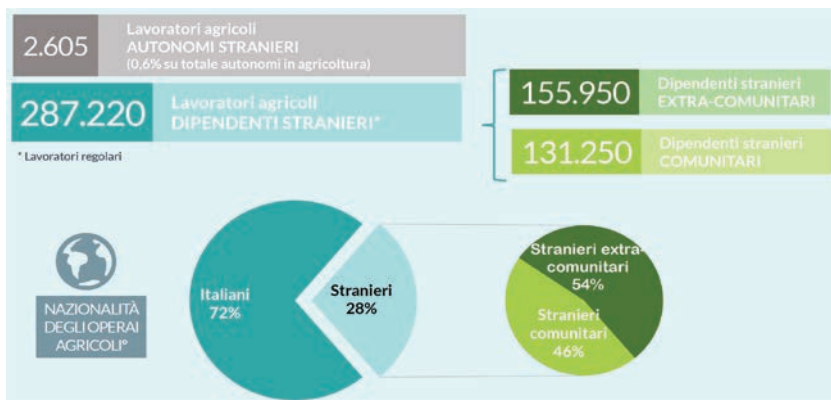 2.605
Lavoratori agricoli
AUTONOMI STRANIERI
(0,6% su totale autonomi in agricoltura)
287.220
Lavoratori agricoli
DIPENDENTI STRANIERI*
* Lavoratori regolari
155.950
Dipendenti stranieri
EXTRA-COMUNITARI
131.250
Dipendenti stranieri
COMUNITARI
NAZIONALITÀ
DEGLI OPERAI
AGRICOLI°
Italiani
72%
Stranieri
28%
Stranieri extra-
comunitari
54%
Stranieri
comunitari
46%